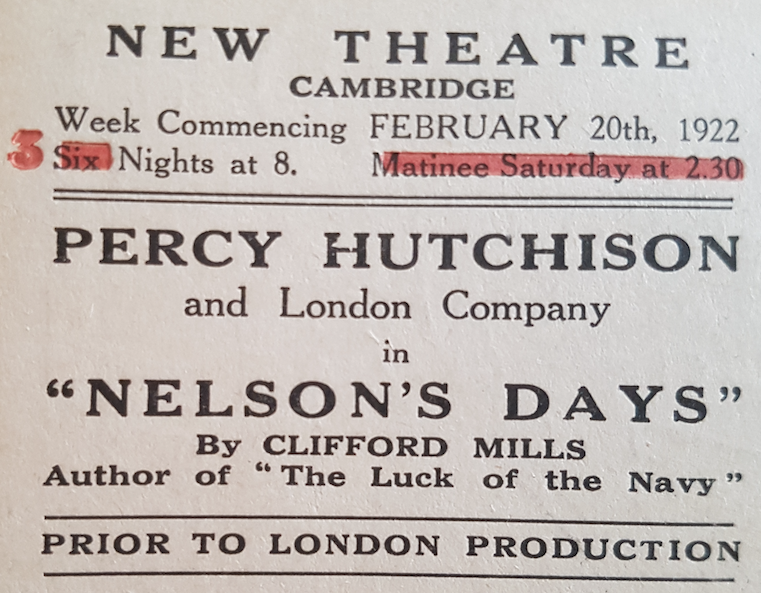 NEW THEATRE
CAMBRIDGE
Week Commencing FEBRUARY 20th, 1922
3 Six Nights at 8. Matinee Saturday at 2.30
PERCY HUTCHISON
and London Company
in
“NELSON’S DAYS”
By CLIFFORD MILLS
Author of “The Luck of the Navy”
PRIOR TO LONDON PRODUCTION